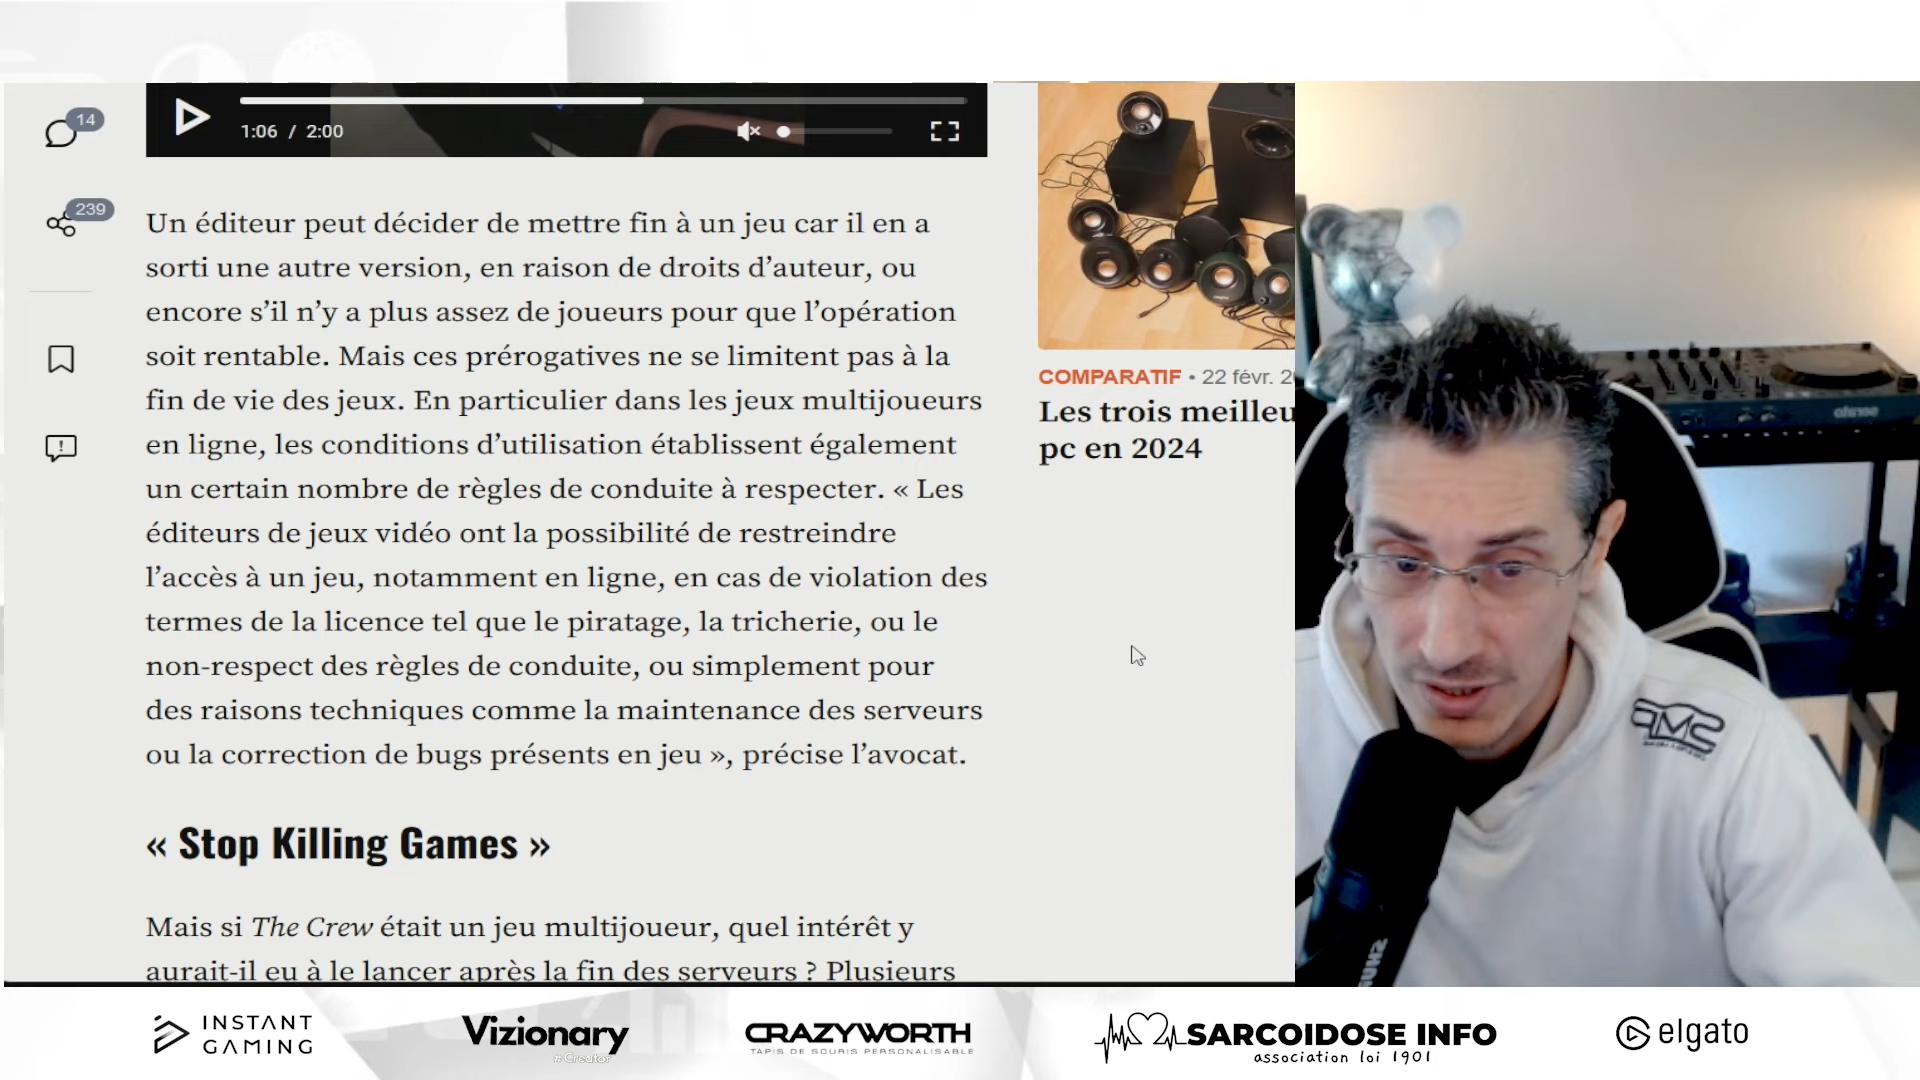 14
1:06 / 2:00
239
Un éditeur peut décider de mettre fin à un jeu car il en a
sorti une autre version, en raison de droits d’auteur, ou
encore s’il n’y a plus assez de joueurs pour que l’opération
soit rentable. Mais ces prérogatives ne se limitent pas à la
fin de vie des jeux. En particulier dans les jeux multijoueurs
en ligne, les conditions d’utilisation établissent également
un certain nombre de règles de conduite à respecter. « Les
éditeurs de jeux vidéo ont la possibilité de restreindre
l’accès à un jeu, notamment en ligne, en cas de violation des
termes de la licence tel que le piratage, la tricherie, ou le
non-respect des règles de conduite, ou simplement pour
des raisons techniques comme la maintenance des serveurs
ou la correction de bugs présents en jeu », précise l’avocat.
« Stop Killing Games »
Mais si The Crew était un jeu multijoueur, quel intérêt y
aurait-il eu à le lancer après la fin des serveurs ? Plusieurs
COMPARATIF • 22 févr. 2
Les trois meilleu
pc en 2024
INSTANT
GAMING
Vizionary
#Creator
CRAZYWORTH
TAPIS DE SOURIS PERSONALISABLE
SARCOIDOSE INFO
association loi 1901
elgato